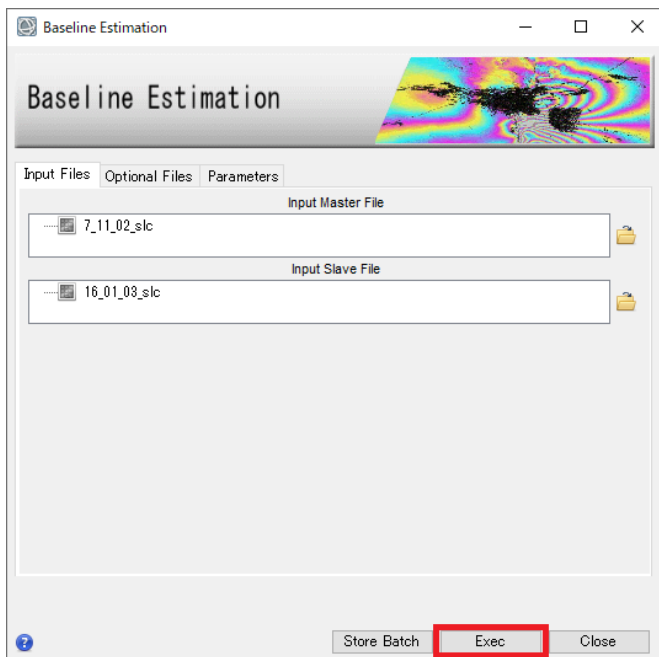 Baseline Estimation
Baseline Estimation
Input Files Optional Files Parameters
Input Master File
7_11_02_slc
Input Slave File
16_01_03_slc
? Store Batch Exec Close